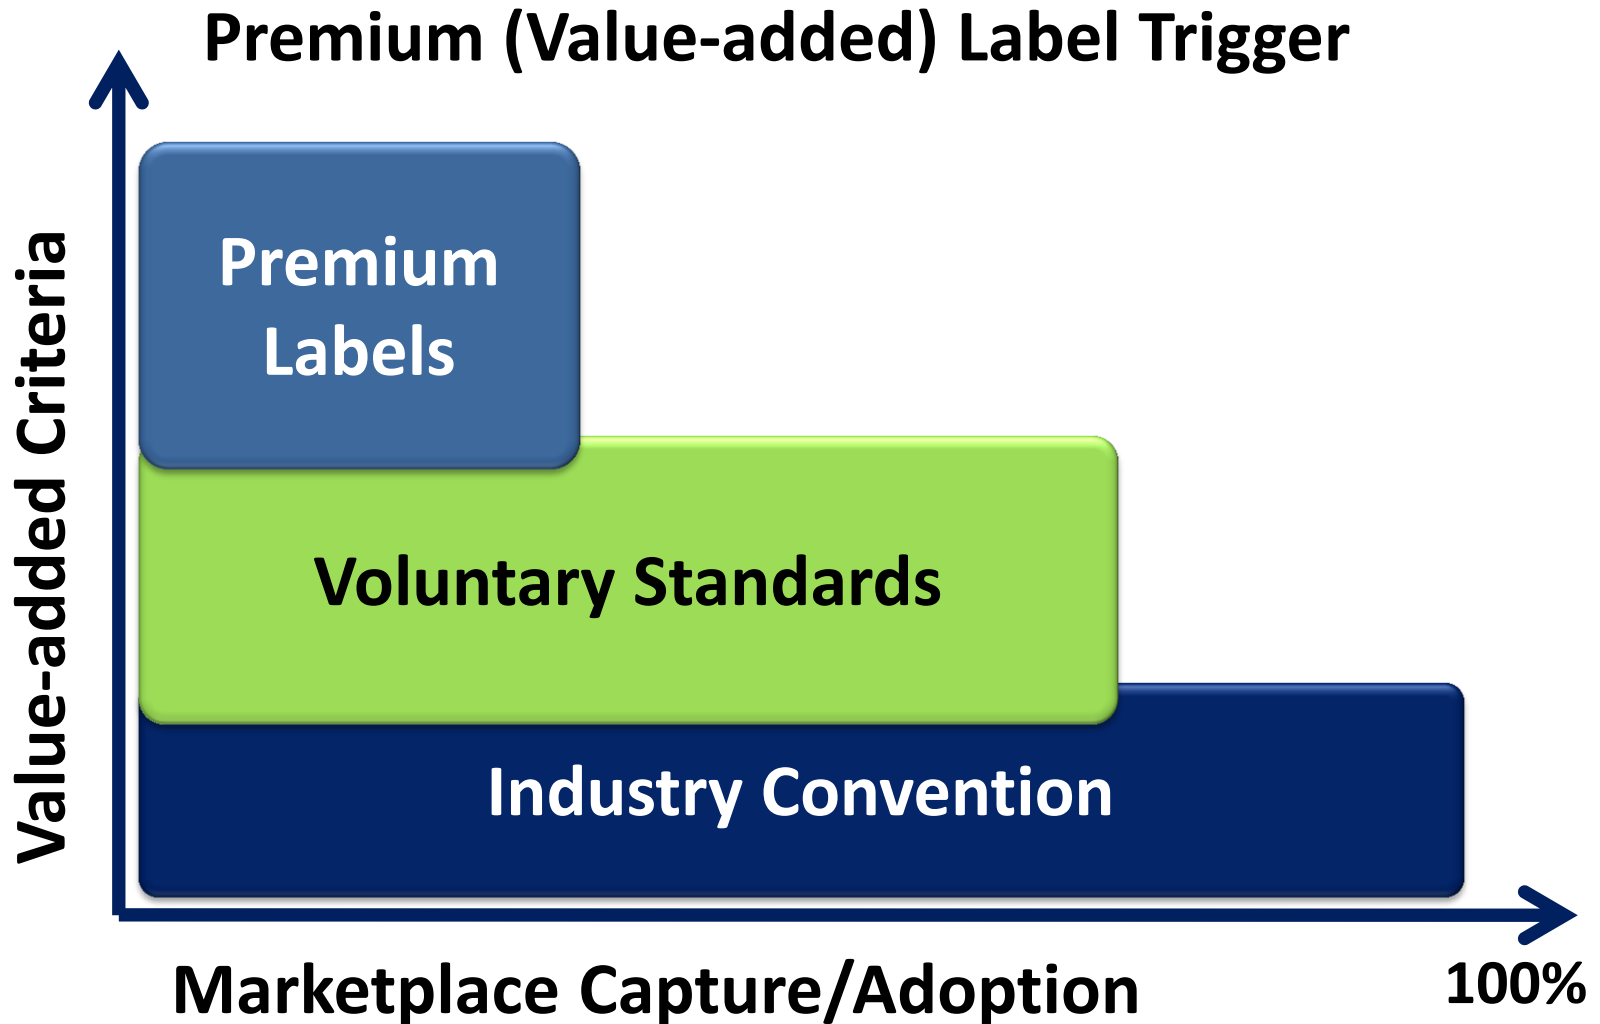 Premium (Value-added) Label Trigger
Value-added Criteria
Premium
Labels
Voluntary Standards
Industry Convention
Marketplace Capture/Adoption
100%